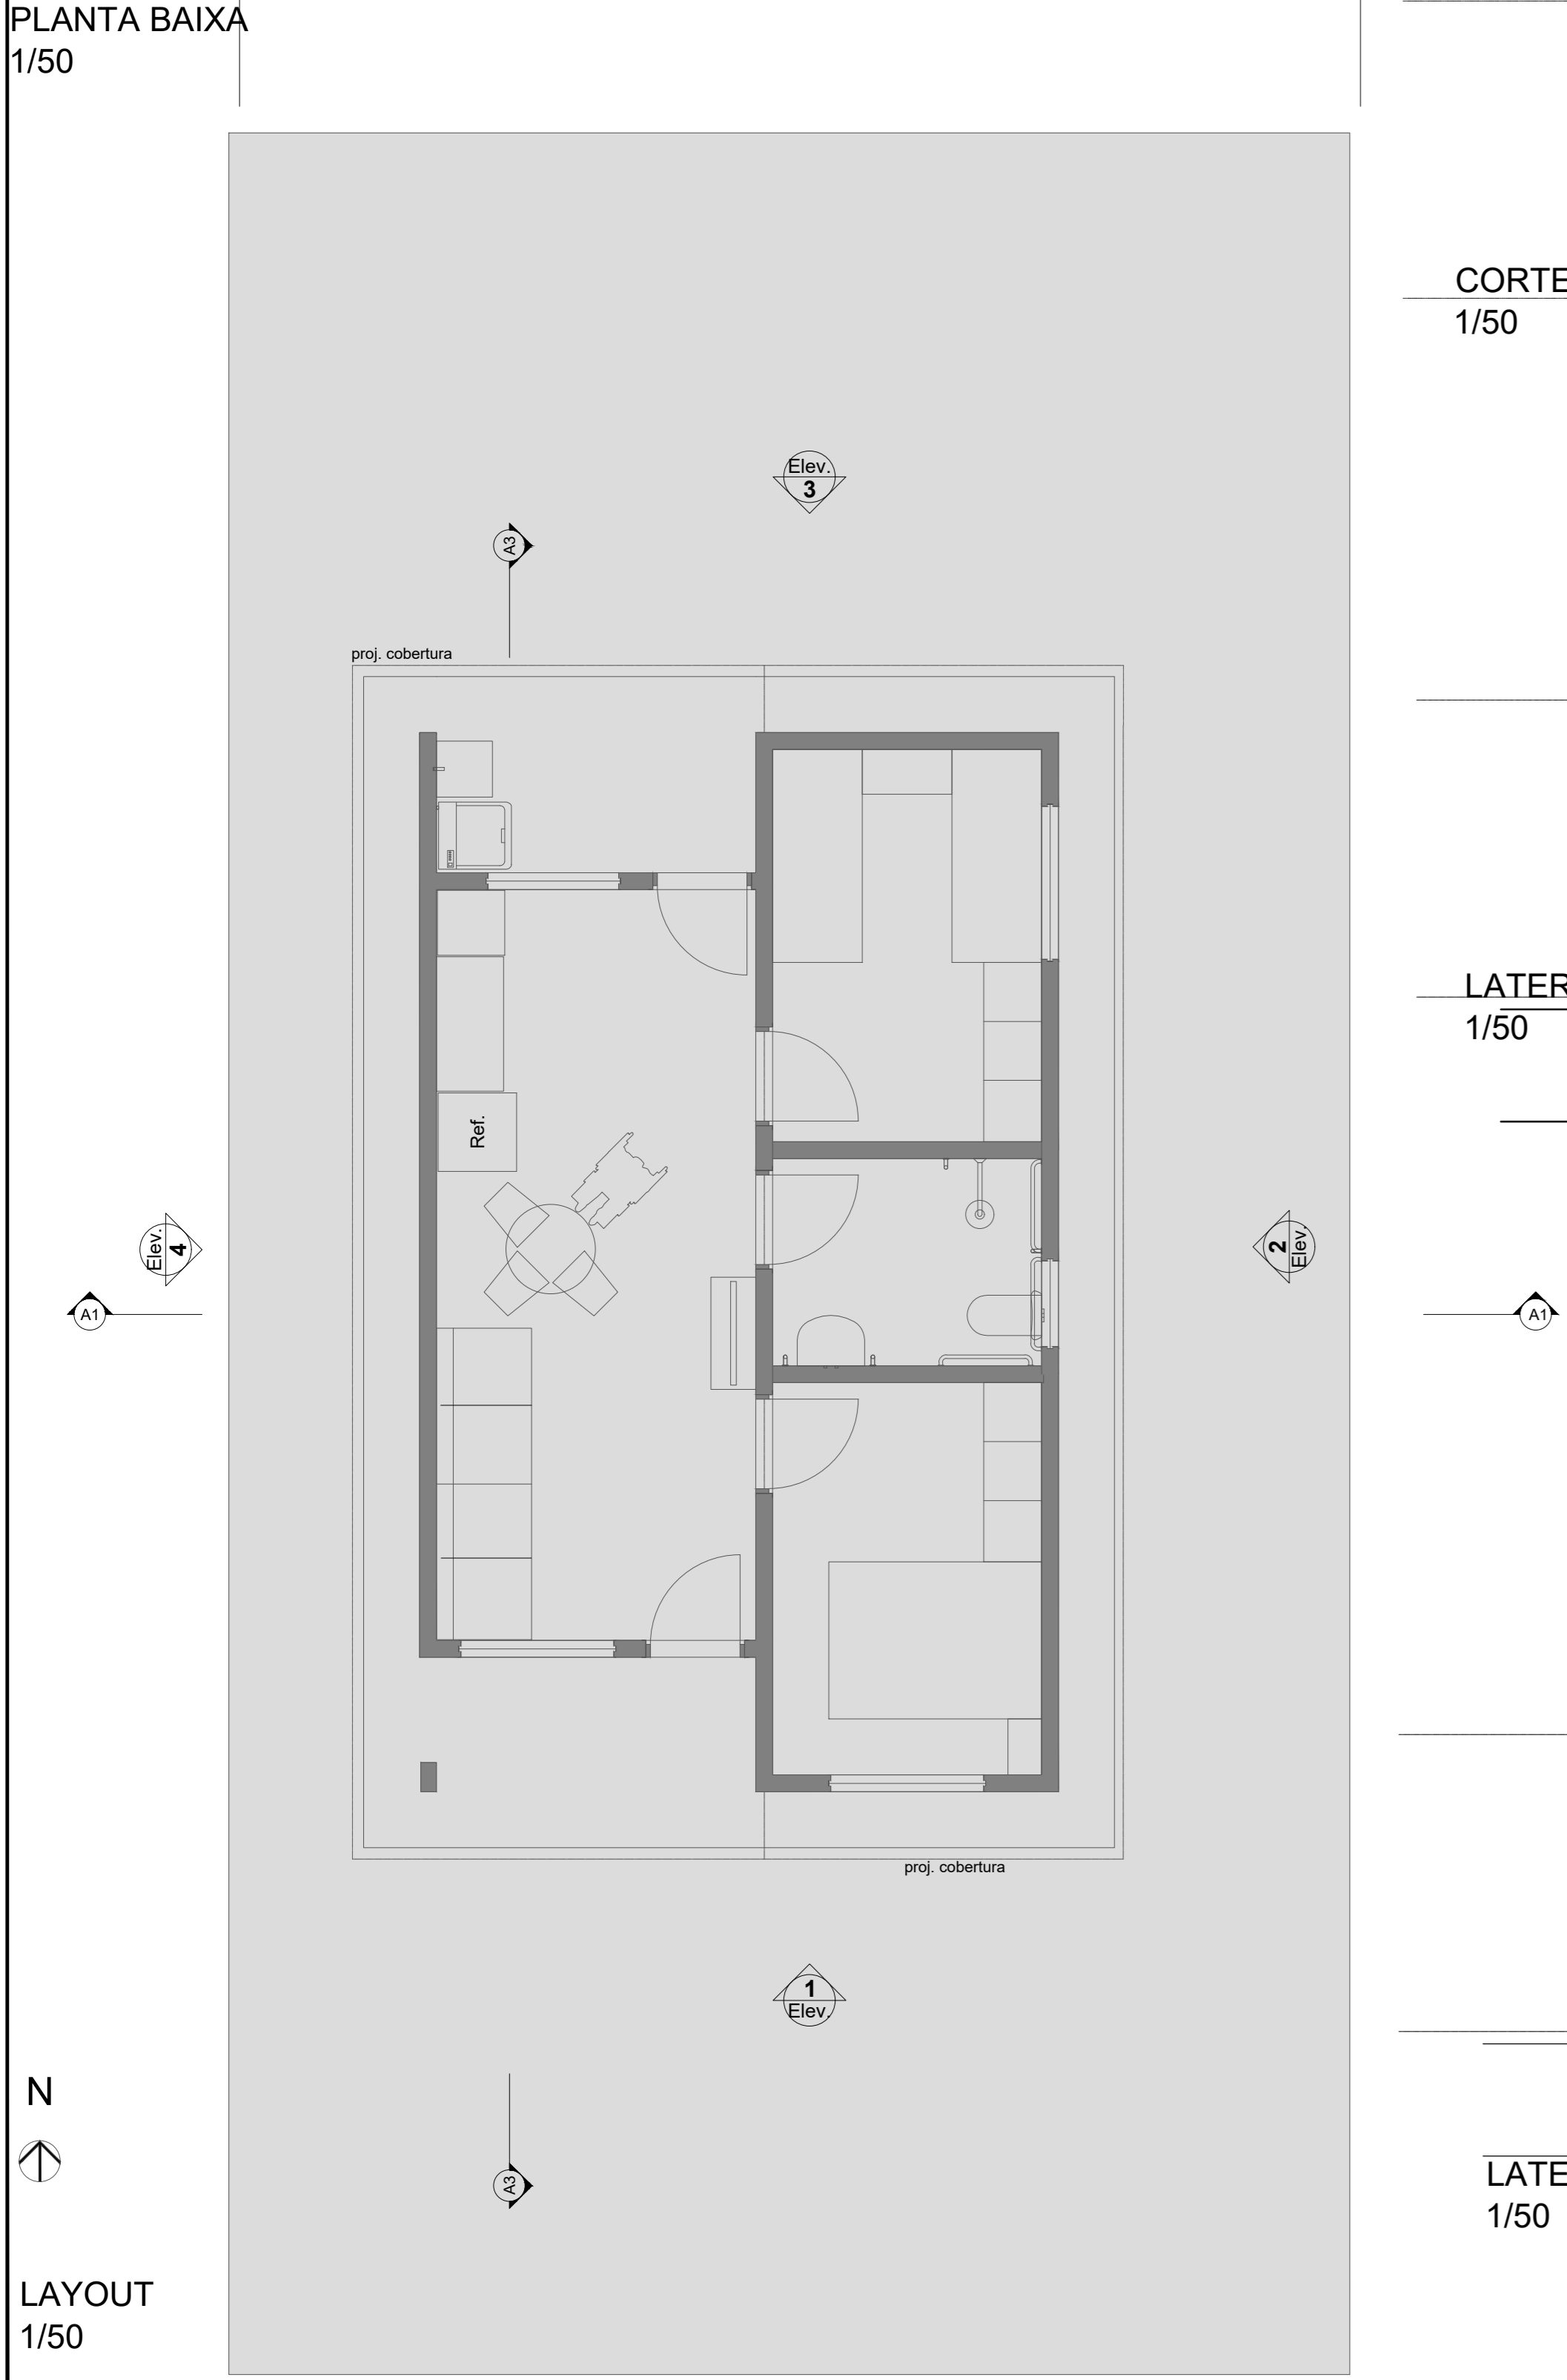 PLANTA BAIXA
1/50
CORTE
1/50
Elev.
3
A3
proj. cobertura
LATER
1/50
Ref.
Elev.
4
2
Elev.
A1
A1
proj. cobertura
1
Elev.
N
A3
LATE
1/50
LAYOUT
1/50